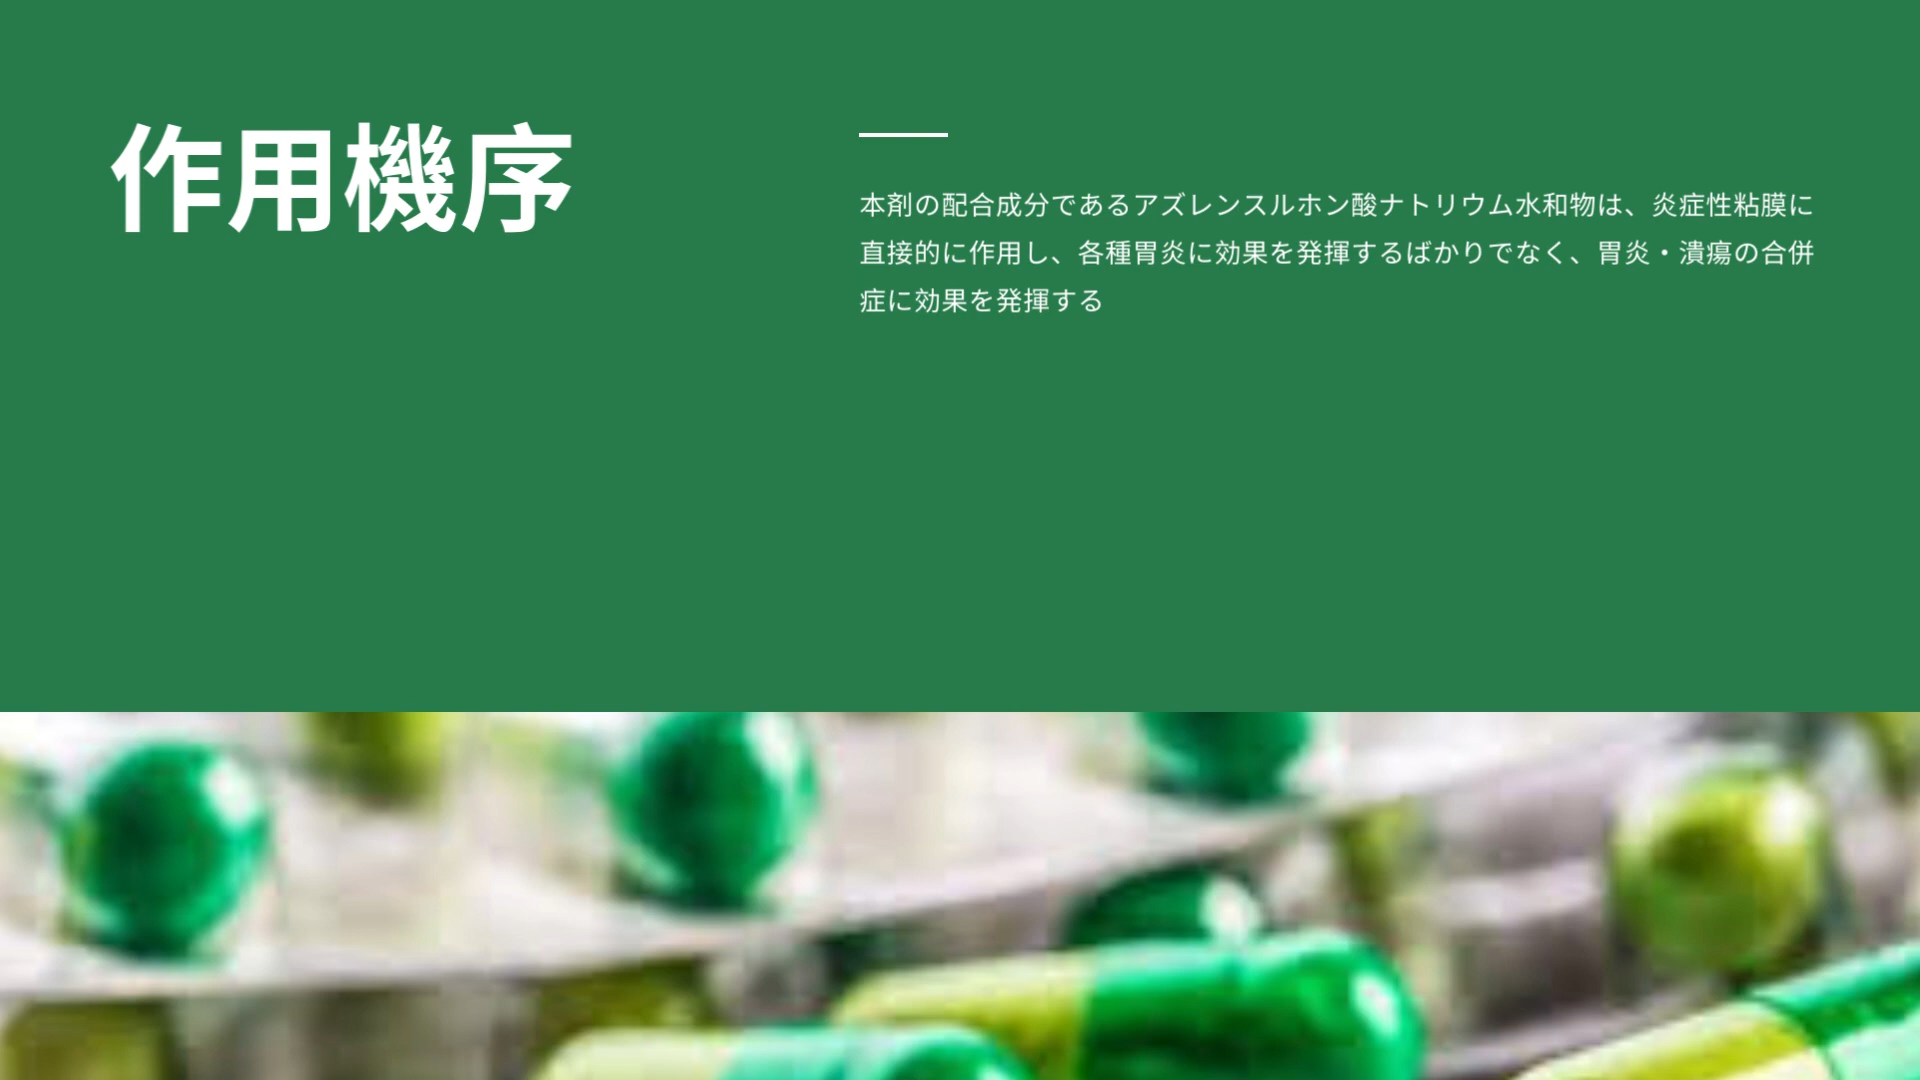 作用機序
本剤の配合成分であるアズレンスルホン酸ナトリウム水和物は、炎症性粘膜に
直接的に作用し、各種胃炎に効果を発揮するばかりでなく、胃炎・潰瘍の合併
症に効果を発揮する